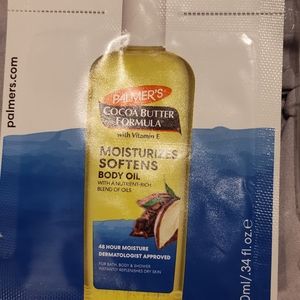 palmers.com
PALMER'S
COCOA BUTTER
FORMULA
with Vitamin E
MOISTURIZES
SOFTENS
BODY OIL
WITH A NUTRIENT-RICH
BLEND OF OILS
48 HOUR MOISTURE
DERMATOLOGIST APPROVED
FOR BATH, BODY & SHOWER
INSTANTLY REPLENISHES DRY SKIN
0ml/.34 fl.oz.e